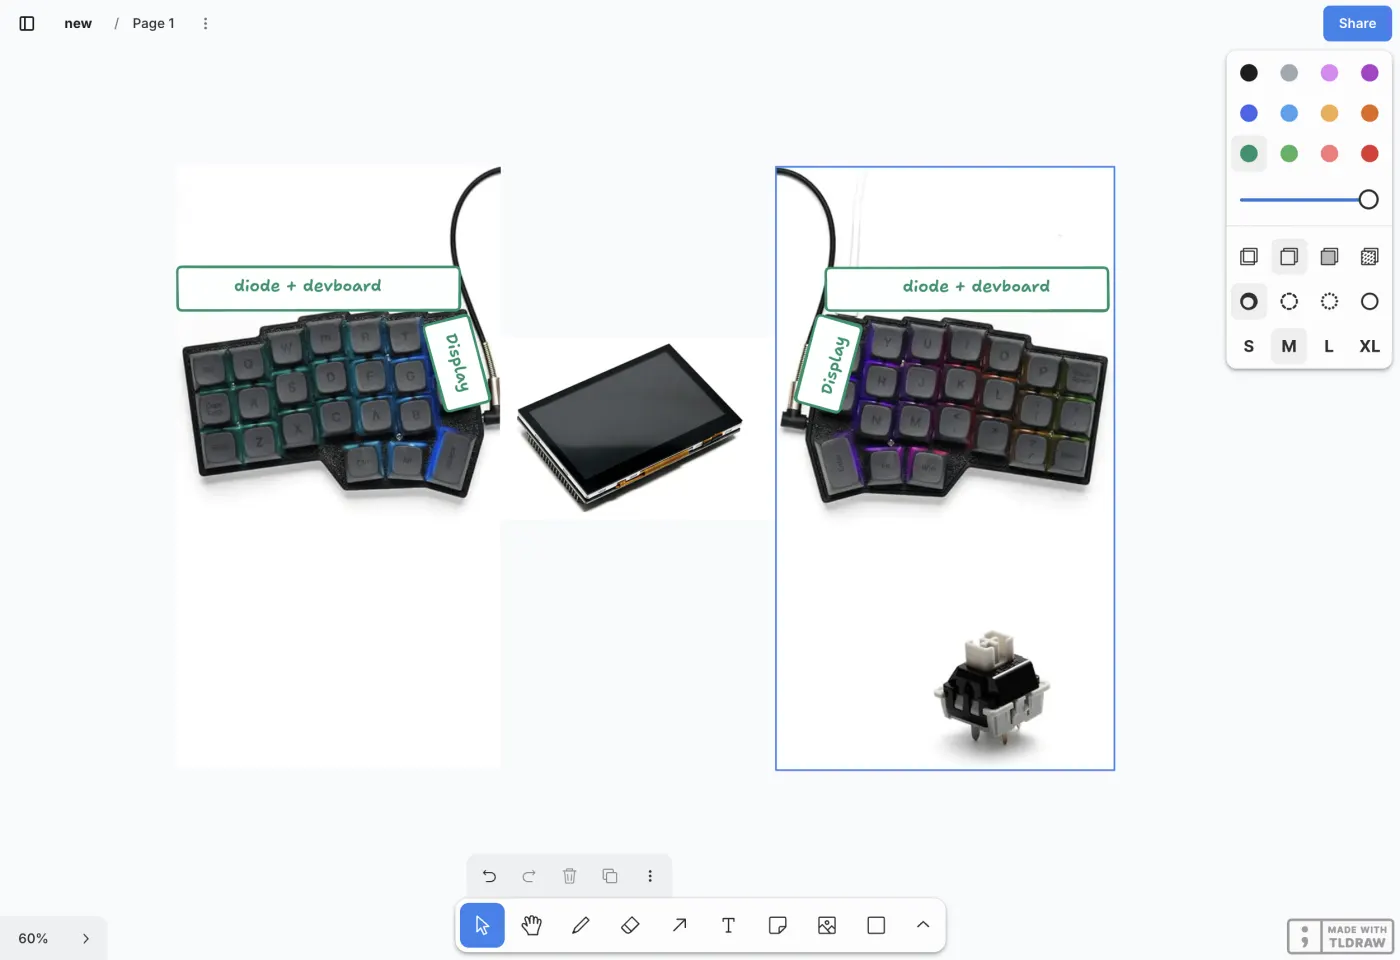 new / Page 1
Share
diode + devboard
diode + devboard
Display
Display
Q
W
T
A
S
D
F
G
Z
X
C
B
Y
U
P
J
K
L
N
M
S M L XL
60%
MADE WITH
TLDRAW